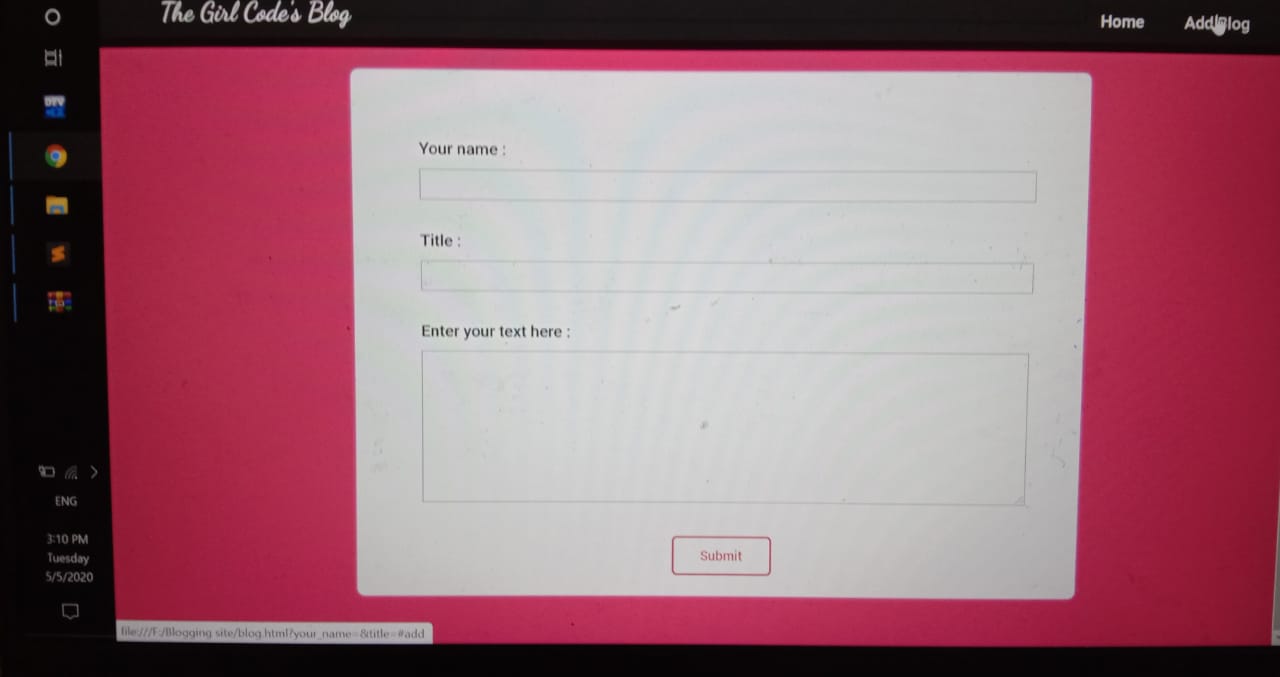 The Girl Code's Blog
Home
Add Blog
Your name :
Title :
Enter your text here :
Submit
ENG
3:10 PM
Tuesday
5/5/2020
file:///F:/Blogging site/blog.html?your_name=&title=#add